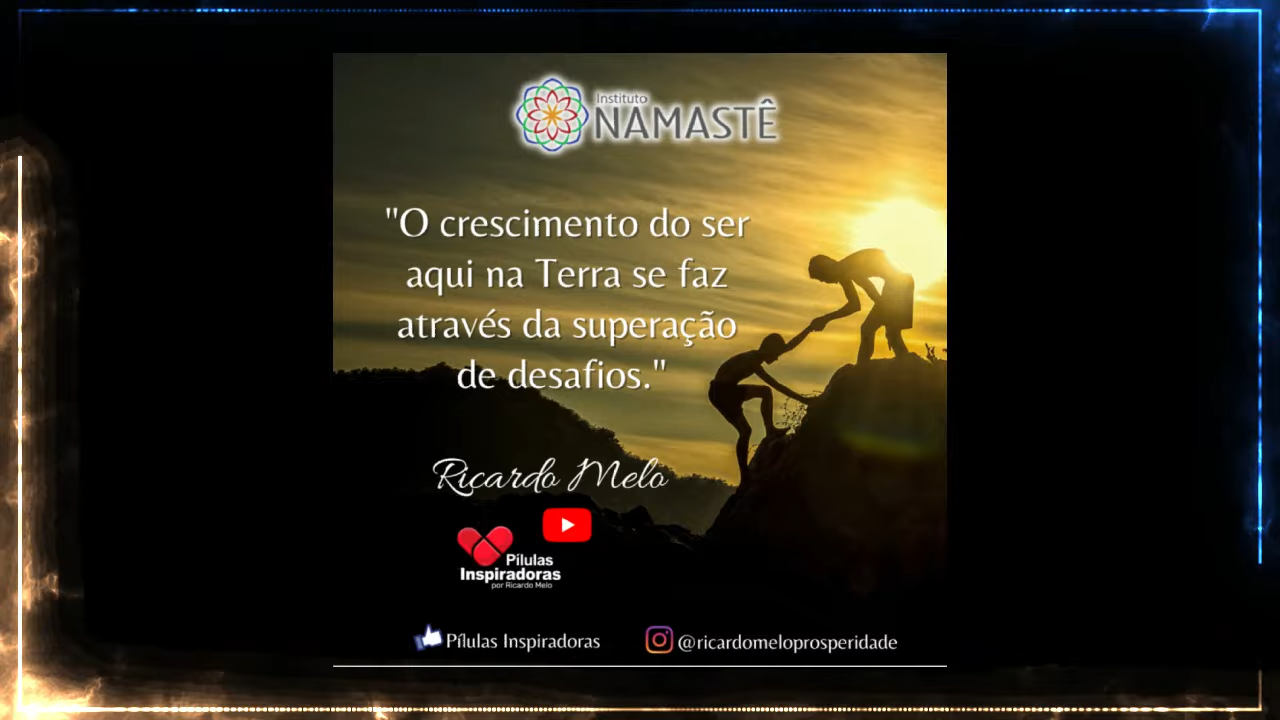 Instituto
NAMASTÊ
"O crescimento do ser
aqui na Terra se faz
através da superação
de desafios."
Ricardo Melo
Pílulas
Inspiradoras
por Ricardo Melo
Pílulas Inspiradoras
@ricardomeloprosperidade